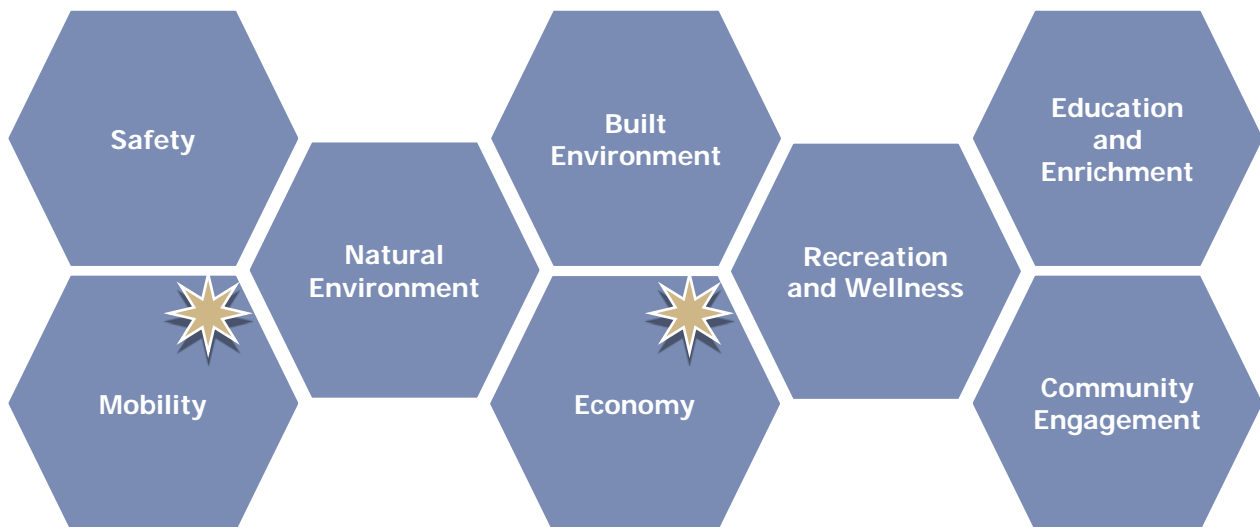 Safety
Built
Environment
Education
and
Enrichment
Natural
Environment
Recreation
and Wellness
Mobility
Economy
Community
Engagement